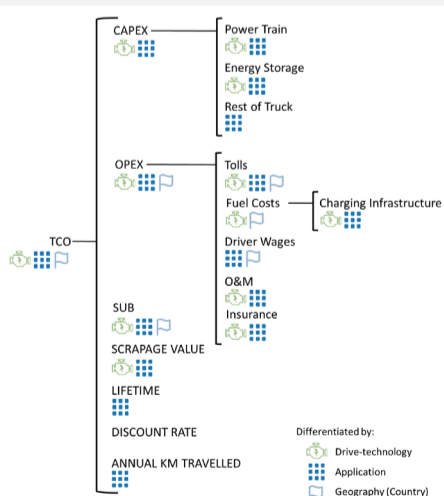 CAPEX
Power Train
Energy Storage
Rest of Truck
OPEX
Tolls
Fuel Costs
Charging Infrastructure
Driver Wages
TCO
O&M
Insurance
SUB
SCRAPAGE VALUE
LIFETIME
DISCOUNT RATE
ANNUAL KM TRAVELLED
Differentiated by:
Drive-technology
Application
Geography (Country)